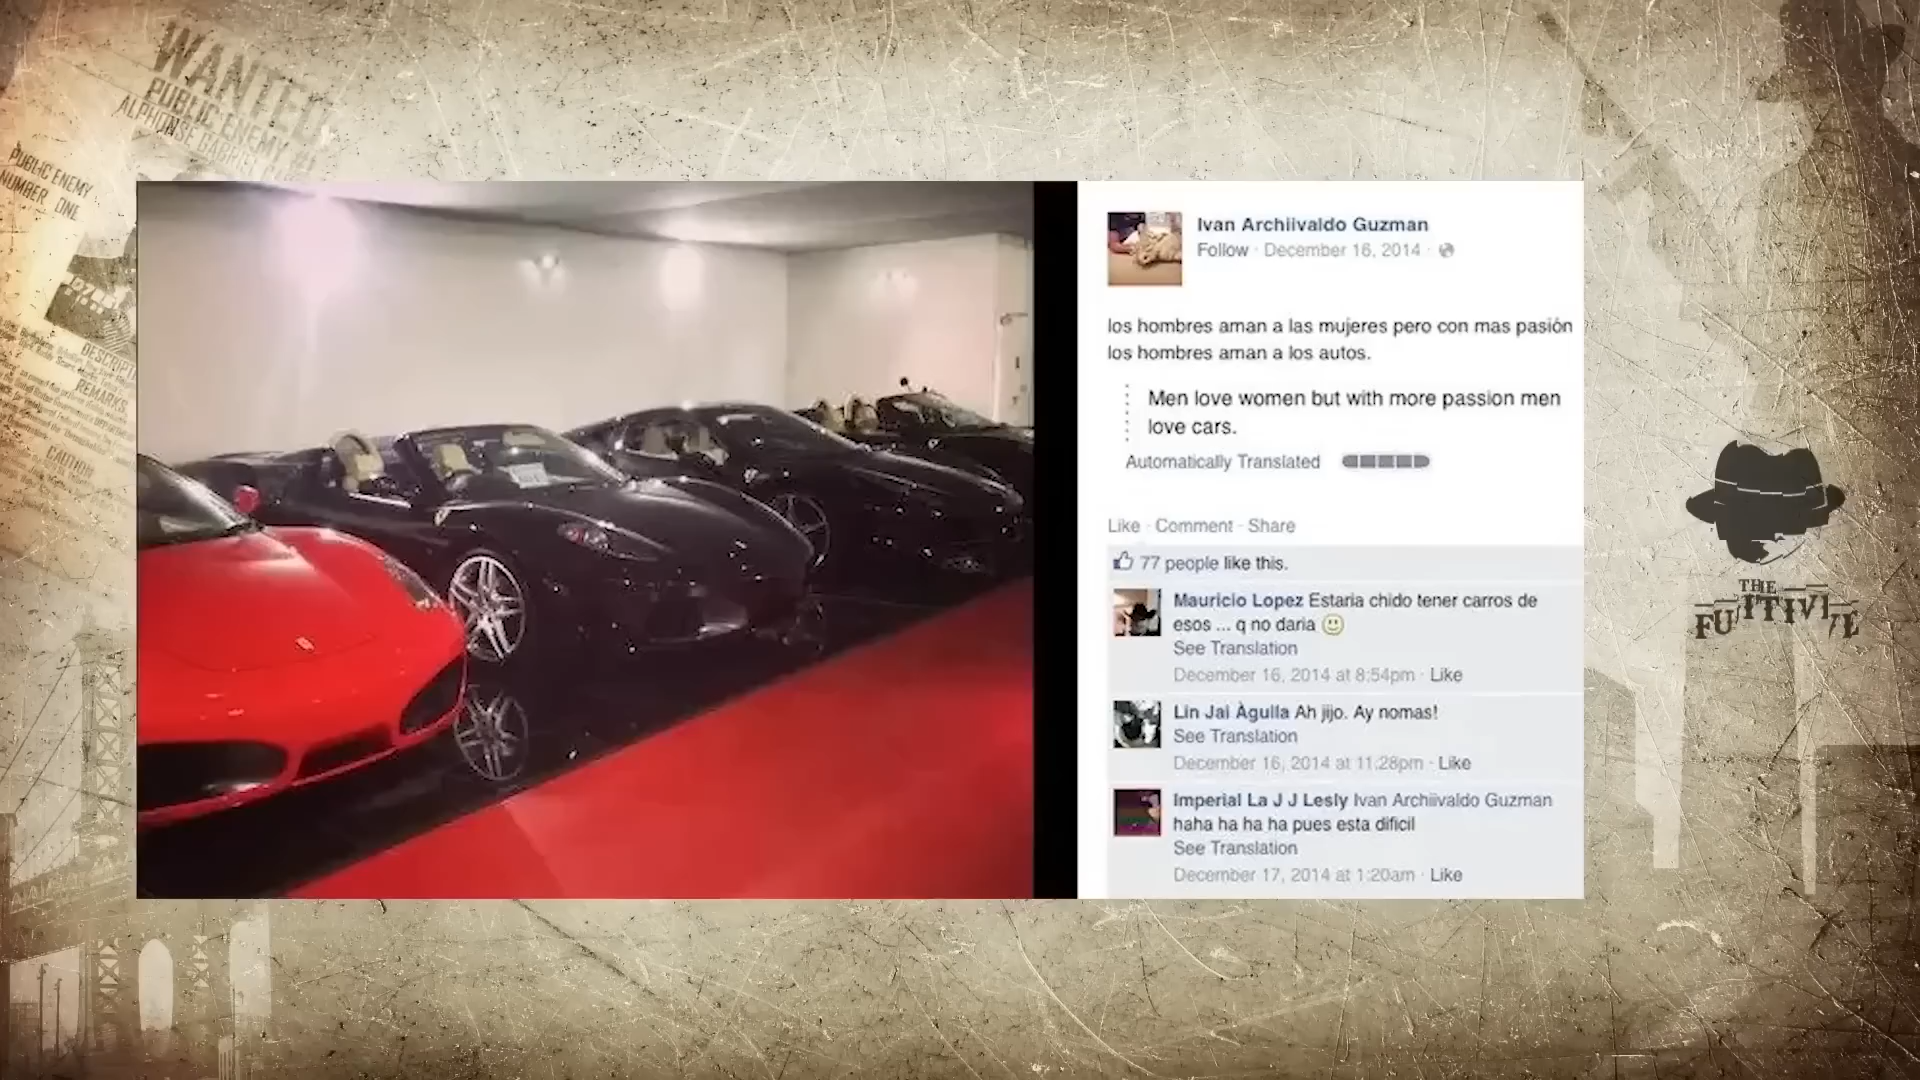 WANTED
PUBLIC ENEMY #1
PUBLIC ENEMY
NUMBER ONE
REMARKS:
CAUTION
Ivan Archiivaldo Guzman
Follow · December 16, 2014 ·
los hombres aman a las mujeres pero con mas pasión
los hombres aman a los autos.
Men love women but with more passion men
love cars.
Automatically Translated
Like · Comment · Share
77 people like this.
Mauricio Lopez Estaria chido tener carros de
esos ... q no daria 🙂
See Translation
December 16, 2014 at 8:54pm · Like
Lin Jai Àgulla Ah jijo. Ay nomas!
See Translation
December 16, 2014 at 11:28pm · Like
Imperial La J J Lesly Ivan Archiivaldo Guzman
haha ha ha ha pues esta dificil
See Translation
December 17, 2014 at 1:20am · Like
THE